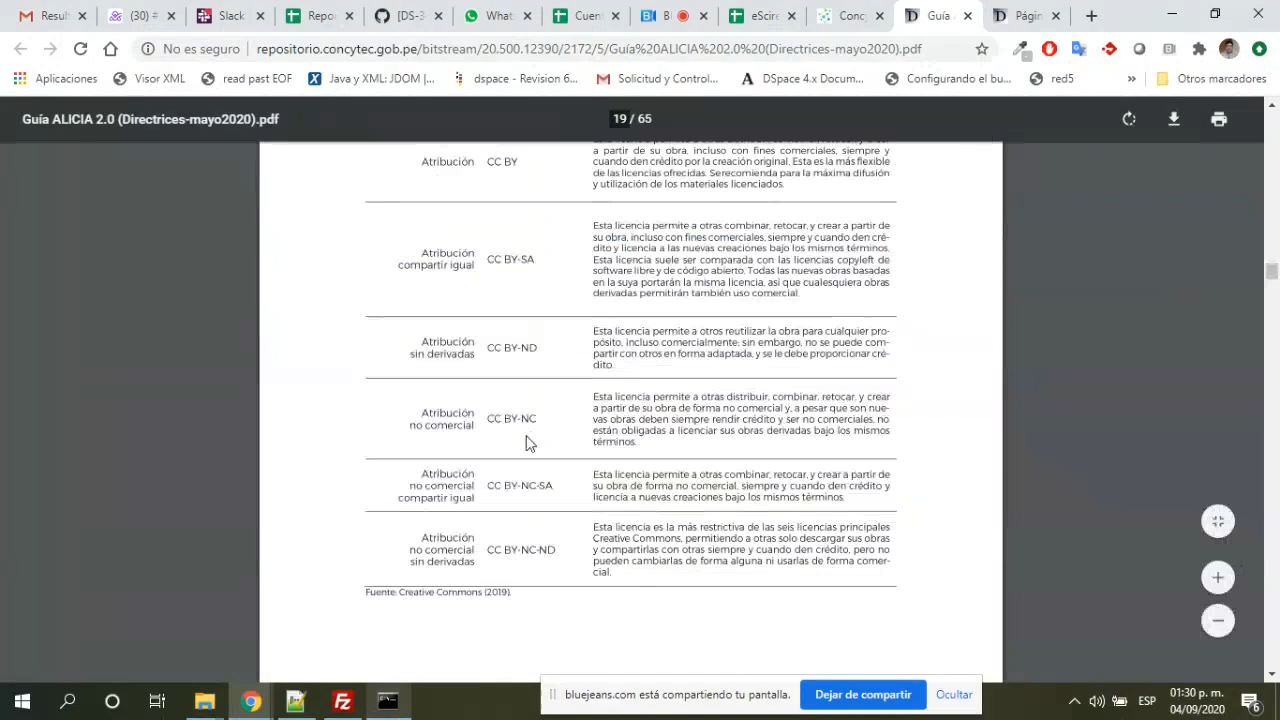 Result
(30)
Slack
Repo
[DS-3
Whats
Cuent
B
eScire
Conc
Guía
Págin
No es seguro | repositorio.concytec.gob.pe/bitstream/20.500.12390/2172/5/Guía%20ALICIA%202.0%20(Directrices-mayo2020).pdf
Aplicaciones
Visor XML
read past EOF
Java y XML: JDOM |...
dspace - Revision 6...
Solicitud y Control...
DSpace 4.x Docum...
Configurando el bu...
red5
»
Otros marcadores
Guía ALICIA 2.0 (Directrices-mayo2020).pdf
19 / 65
Atribución
CC BY
a partir de su obra, incluso con fines comerciales, siempre y
cuando den crédito por la creación original. Esta es la más flexible
de las licencias ofrecidas. Serecomienda para la máxima difusión
y utilización de los materiales licenciados.
Atribución
compartir igual
CC BY-SA
Esta licencia permite a otras combinar, retocar, y crear a partir de
su obra, incluso con fines comerciales, siempre y cuando den cré-
dito y licencia a las nuevas creaciones bajo los mismos términos.
Esta licencia suele ser comparada con las licencias copyleft de
software libre y de código abierto. Todas las nuevas obras basadas
en la suya portarán la misma licencia, así que cualesquiera obras
derivadas permitirán también uso comercial.
Atribución
sin derivadas
CC BY-ND
Esta licencia permite a otros reutilizar la obra para cualquier pro-
pósito, incluso comercialmente; sin embargo, no se puede com-
partir con otros en forma adaptada, y se le debe proporcionar cré-
dito.
Atribución
no comercial
CC BY-NC
Esta licencia permite a otras distribuir, combinar, retocar, y crear
a partir de su obra de forma no comercial y, a pesar que son nue-
vas obras deben siempre rendir crédito y ser no comerciales, no
están obligadas a licenciar sus obras derivadas bajo los mismos
términos.
Atribución
no comercial
compartir igual
CC BY-NC-SA
Esta licencia permite a otras combinar, retocar, y crear a partir de
su obra de forma no comercial, siempre y cuando den crédito y
licencia a nuevas creaciones bajo los mismos términos.
Atribución
no comercial
sin derivadas
CC BY-NC-ND
Esta licencia es la más restrictiva de las seis licencias principales
Creative Commons, permitiendo a otras solo descargar sus obras
y compartirlas con otras siempre y cuando den crédito, pero no
pueden cambiarlas de forma alguna ni usarlas de forma comer-
cial.
Fuente: Creative Commons (2019).
bluejeans.com está compartiendo tu pantalla.
Dejar de compartir
Ocultar
ESP
01:30 p. m.
04/09/2020
6